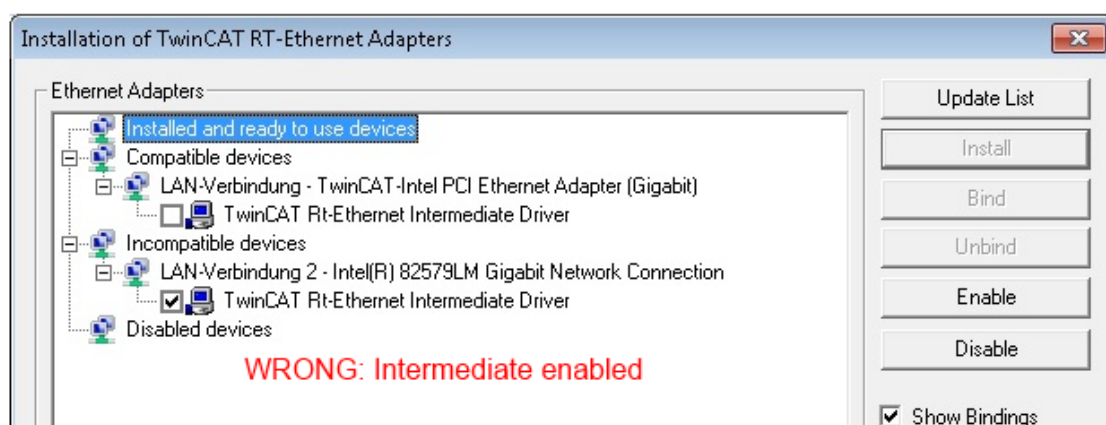 Installation of TwinCAT RT-Ethernet Adapters
Ethernet Adapters
Installed and ready to use devices
Compatible devices
LAN-Verbindung - TwinCAT-Intel PCI Ethernet Adapter (Gigabit)
TwinCAT Rt-Ethernet Intermediate Driver
Incompatible devices
LAN-Verbindung 2 - Intel(R) 82579LM Gigabit Network Connection
TwinCAT Rt-Ethernet Intermediate Driver
Disabled devices
WRONG: Intermediate enabled
Update List
Install
Bind
Unbind
Enable
Disable
Show Bindings